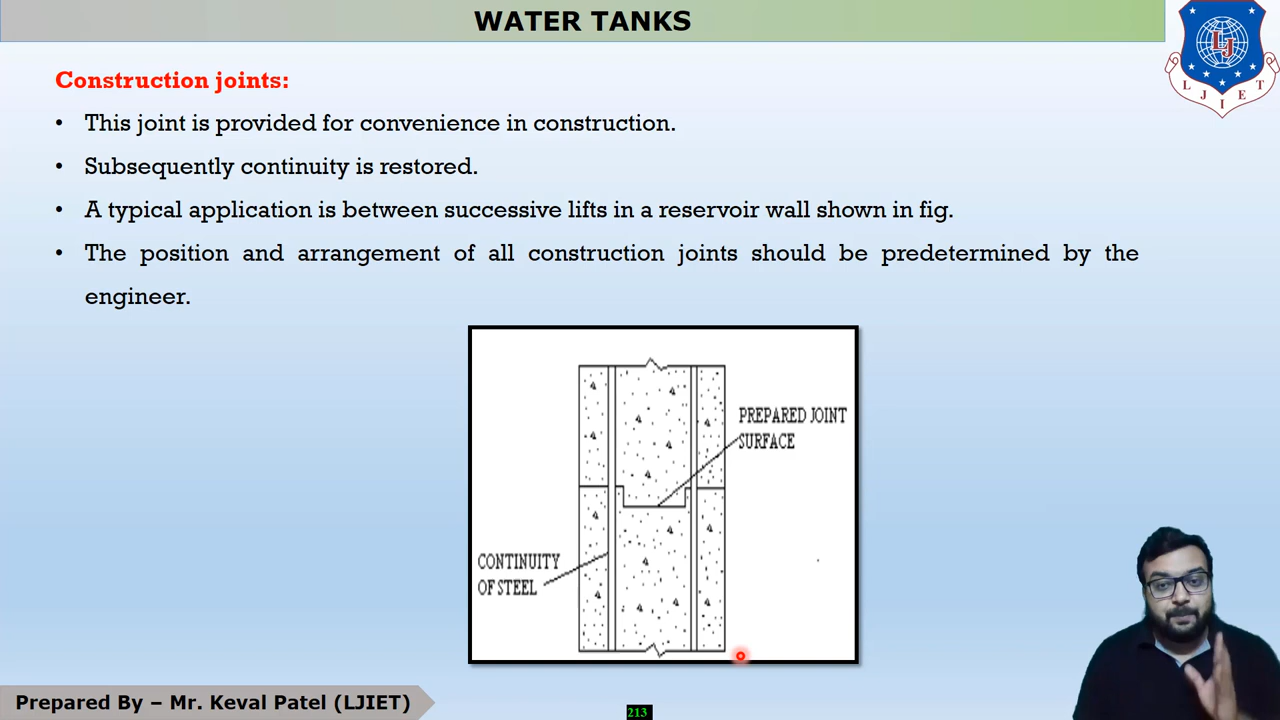 WATER TANKS
L J I E T
LJ
Construction joints:
• This joint is provided for convenience in construction.
• Subsequently continuity is restored.
• A typical application is between successive lifts in a reservoir wall shown in fig.
• The position and arrangement of all construction joints should be predetermined by the
engineer.
PREPARED JOINT
SURFACE
CONTINUITY
OF STEEL
Prepared By – Mr. Keval Patel (LJIET)
213